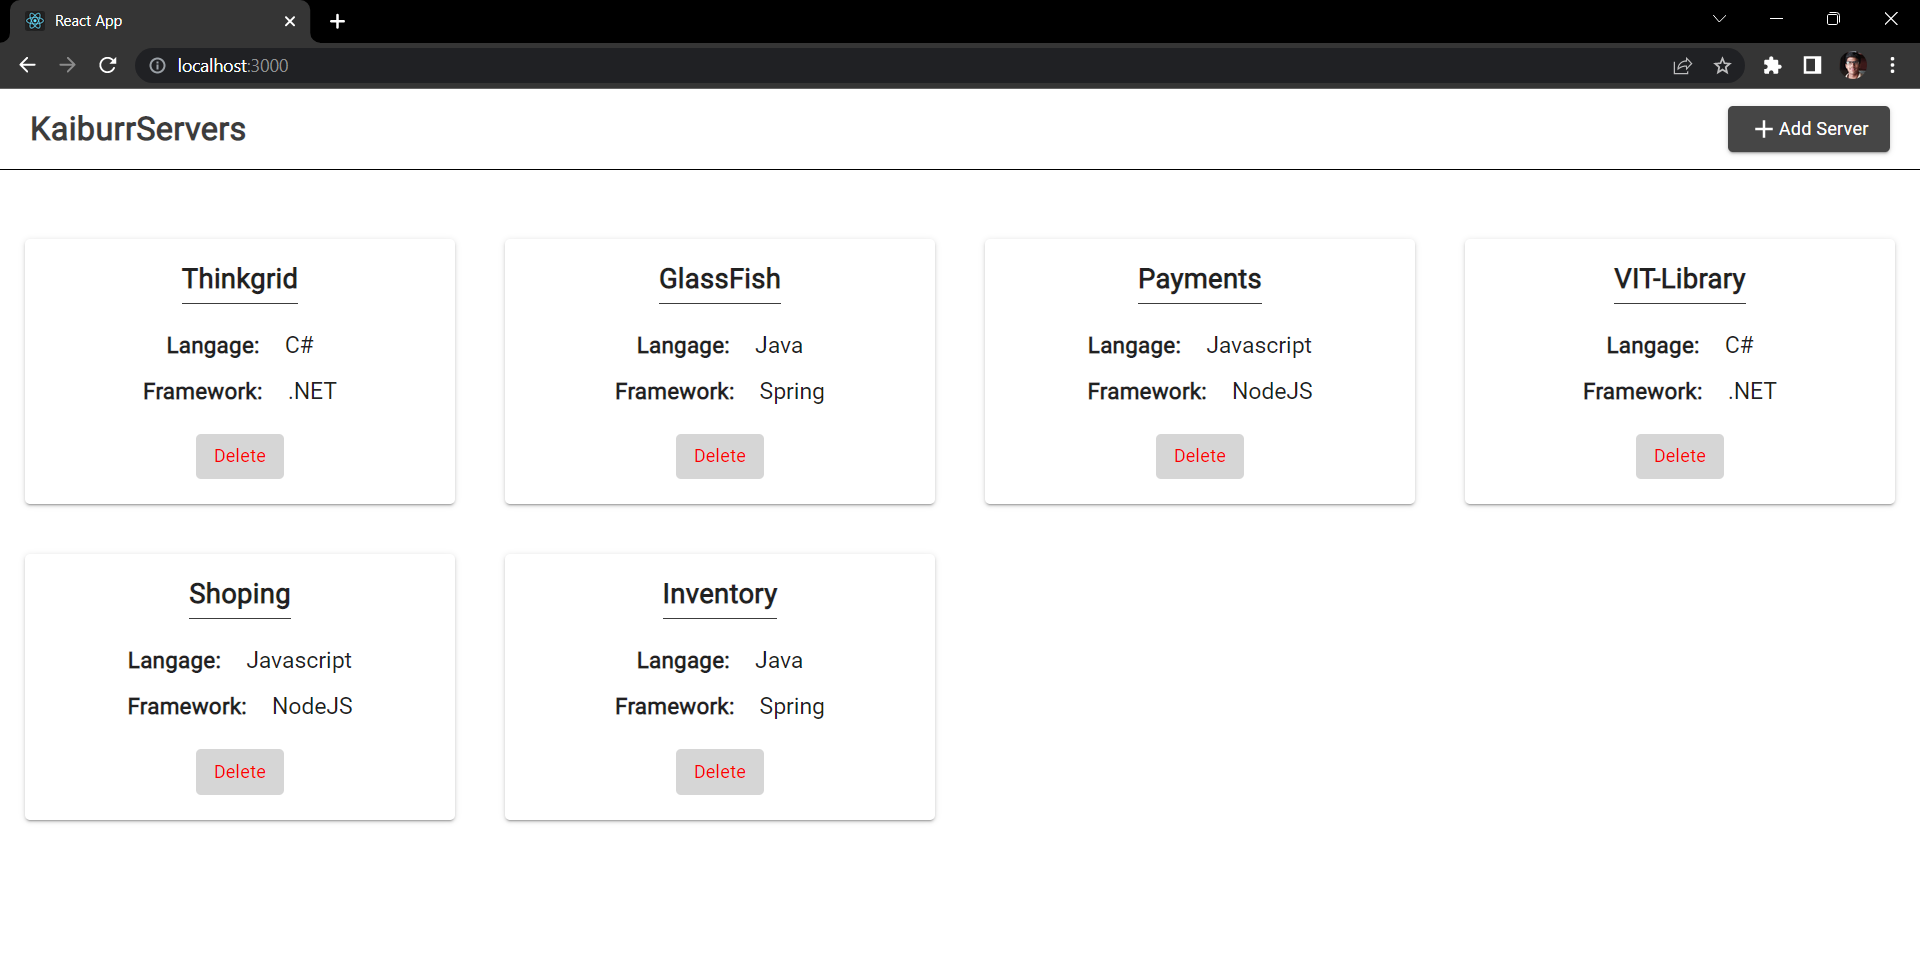 React App
localhost:3000
KaiburrServers
Add Server
Thinkgrid
Langage: C#
Framework: .NET
Delete
GlassFish
Langage: Java
Framework: Spring
Delete
Payments
Langage: Javascript
Framework: NodeJS
Delete
VIT-Library
Langage: C#
Framework: .NET
Delete
Shoping
Langage: Javascript
Framework: NodeJS
Delete
Inventory
Langage: Java
Framework: Spring
Delete